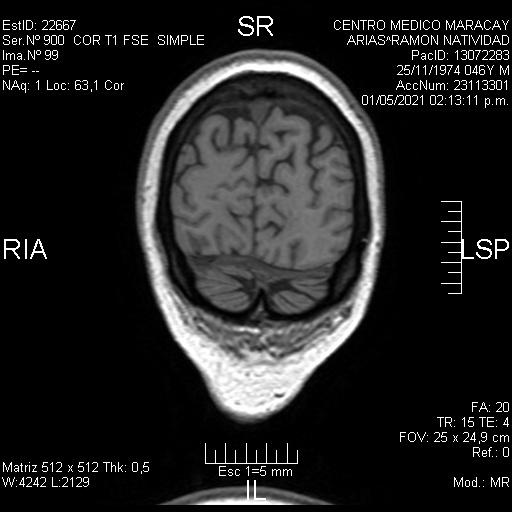 EstID: 22667
Ser.Nº 900 COR T1 FSE SIMPLE
Ima.Nº 99
PE= --
NAq: 1 Loc: 63,1 Cor
SR
CENTRO MEDICO MARACAY
ARIAS^RAMON NATIVIDAD
PacID: 13072283
25/11/1974 046Y M
AccNum: 23113301
01/05/2021 02:13:11 p.m.
RIA
LSP
FA: 20
TR: 15 TE: 4
FOV: 25 x 24,9 cm
Ref.: 0
Matriz 512 x 512 Thk: 0,5
W:4242 L:2129
Esc 1=5 mm
IL
Mod.: MR